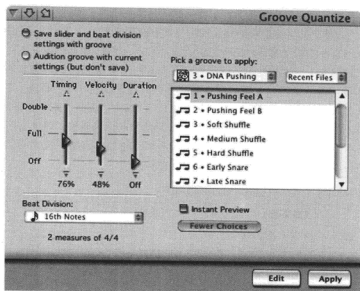 Groove Quantize
Save slider and beat division
settings with groove
Audition groove with current
settings (but don't save)
Timing Velocity Duration
Double
Full
Off
76% 48% Off
Beat Division:
16th Notes
2 measures of 4/4
Pick a groove to apply:
3 • DNA Pushing
Recent Files
1 • Pushing Feel A
2 • Pushing Feel B
3 • Soft Shuffle
4 • Medium Shuffle
5 • Hard Shuffle
6 • Early Snare
7 • Late Snare
Instant Preview
Fewer Choices
Edit
Apply